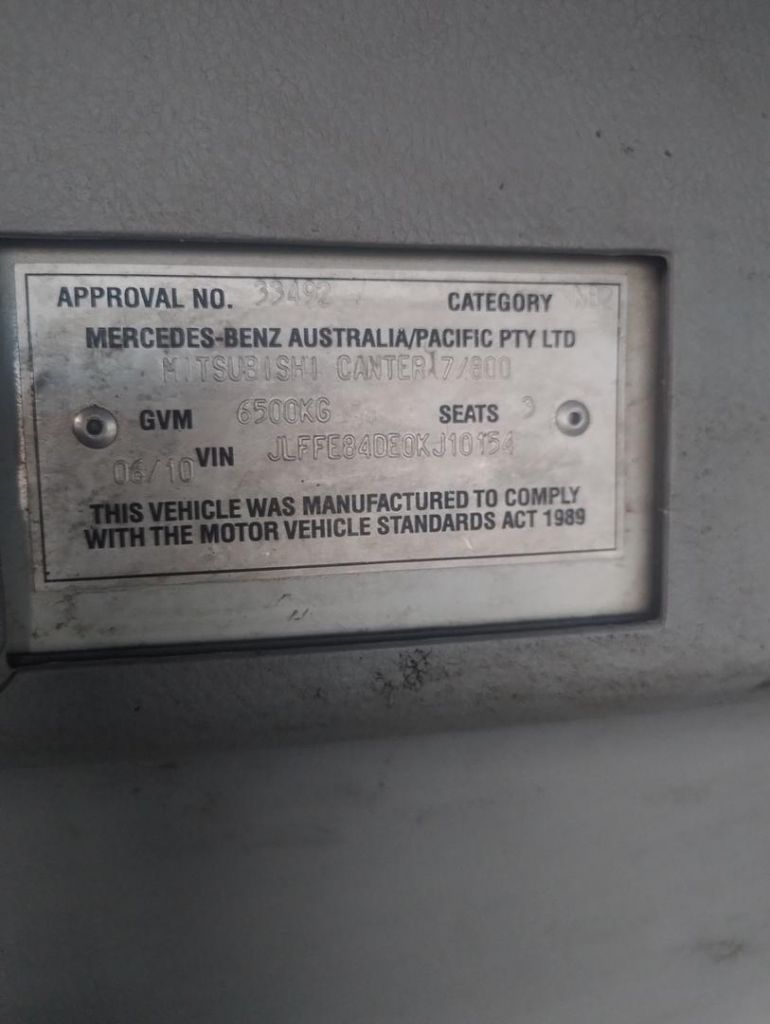 APPROVAL NO. 33492 CATEGORY NB2
MERCEDES-BENZ AUSTRALIA/PACIFIC PTY LTD
MITSUBISHI CANTER 7/800
GVM 6500KG SEATS 3
06/10 VIN JLFFE84DE0KJ10154
THIS VEHICLE WAS MANUFACTURED TO COMPLY
WITH THE MOTOR VEHICLE STANDARDS ACT 1989